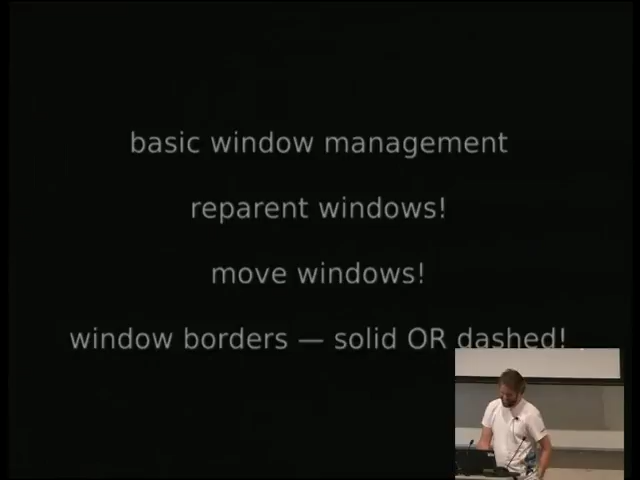 basic window management
reparent windows!
move windows!
window borders — solid OR dashed!